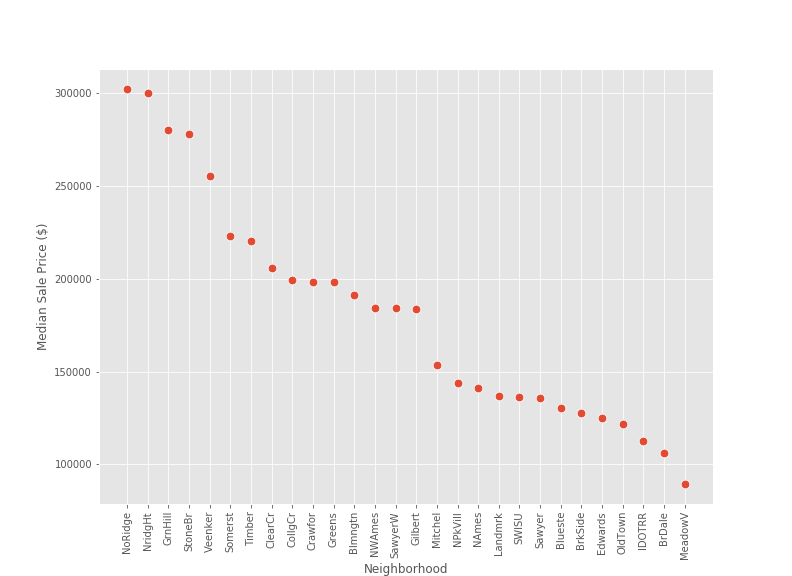 300000
250000
200000
150000
100000
Median Sale Price ($)
NoRidge
NridgHt
GrnHill
StoneBr
Veenker
Somerst
Timber
ClearCr
CollgCr
Crawfor
Greens
Blmngtn
NWAmes
SawyerW
Gilbert
Mitchel
NPkVill
NAmes
Landmrk
SWISU
Sawyer
Blueste
BrkSide
Edwards
OldTown
IDOTRR
BrDale
MeadowV
Neighborhood